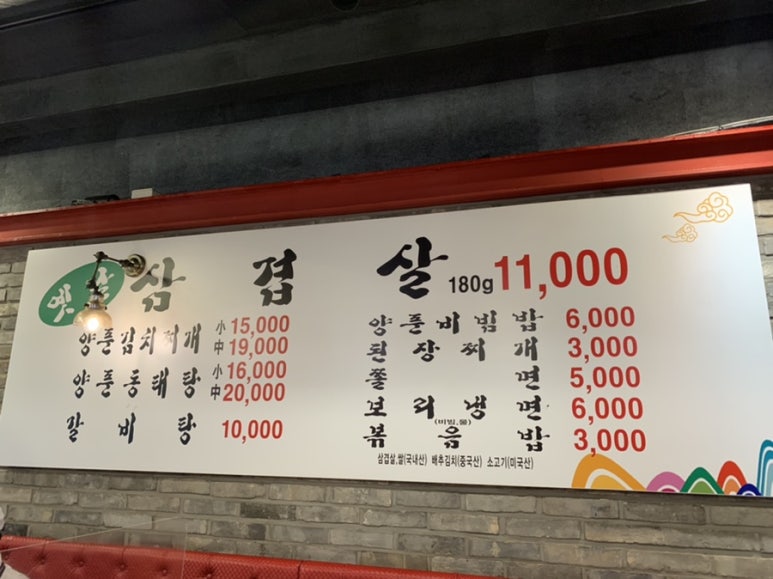 삼 겹 살 180g 11,000
양푼김치찌개 小 15,000
中 19,000
양푼동태탕 小 16,000
中 20,000
갈 비 탕 10,000
양푼비빔밥 6,000
된장찌개 3,000
쫄 면 5,000
보리냉면 6,000
(비빔,물)
볶 음 밥 3,000
삼겹살,쌀(국내산) 배추김치(중국산) 소고기(미국산)